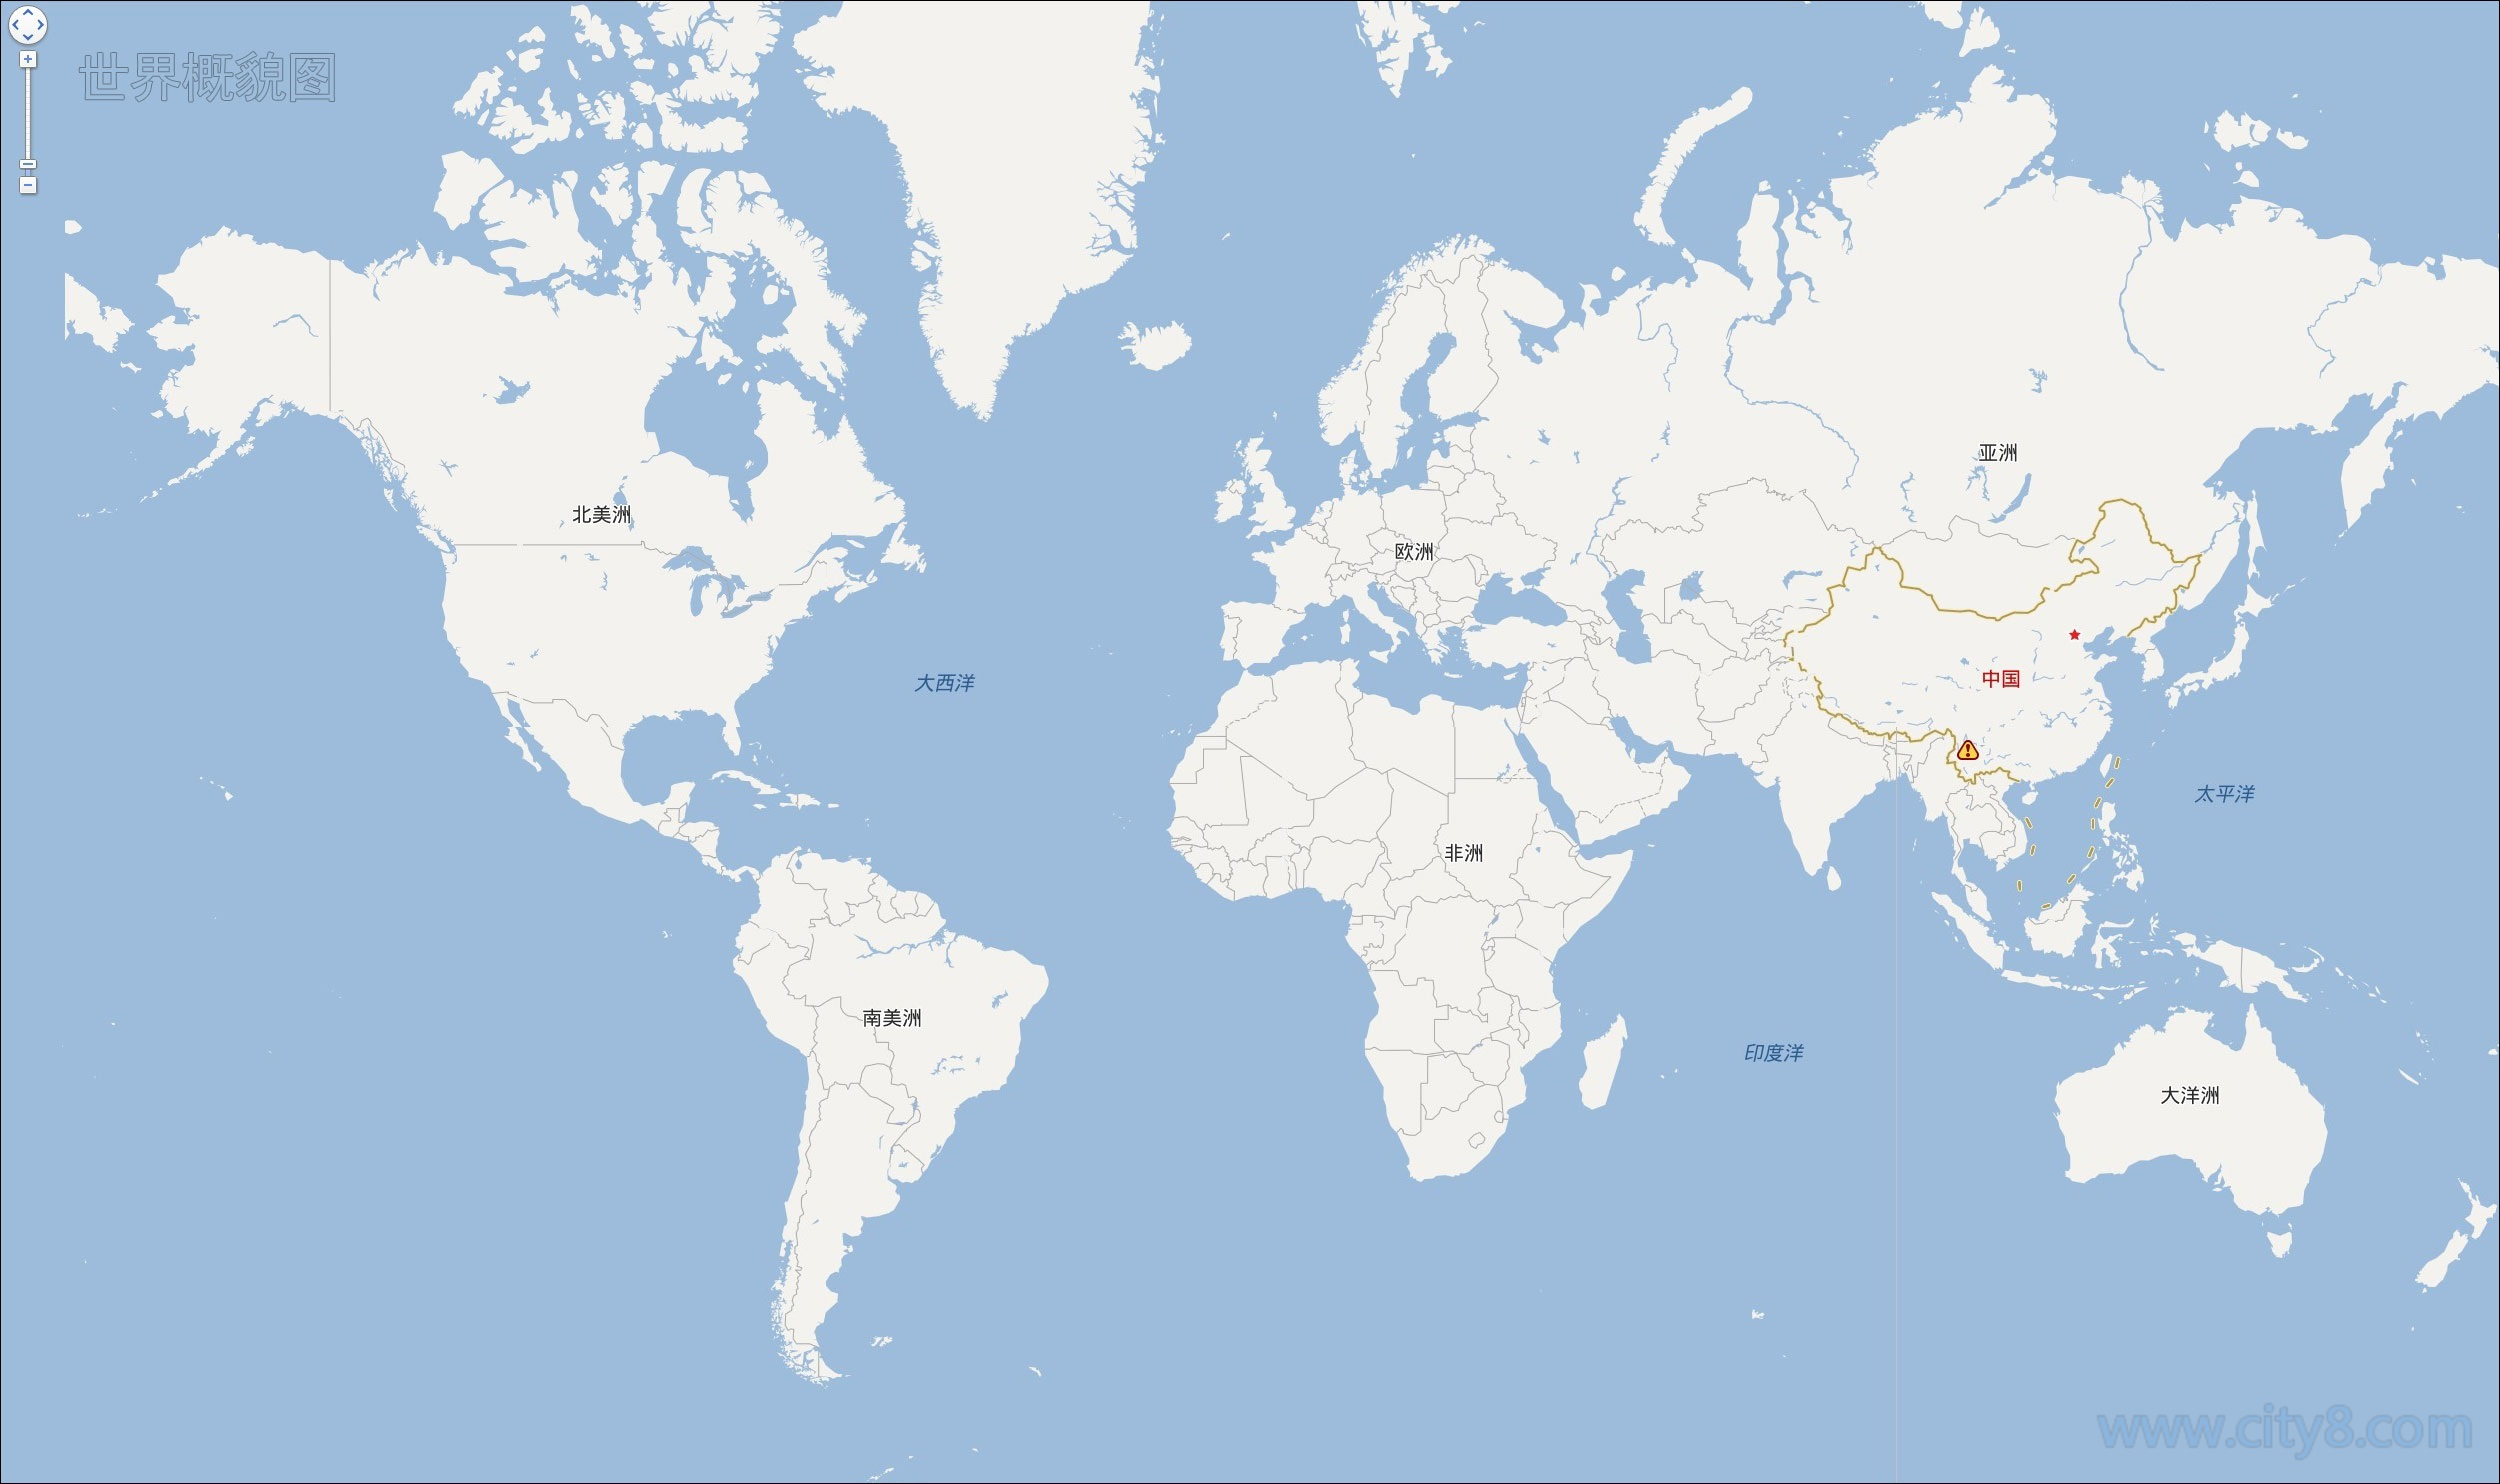 世界概貌图
亚洲
北美洲
欧洲
中国
大西洋
太平洋
非洲
南美洲
印度洋
大洋洲
www.city8.com